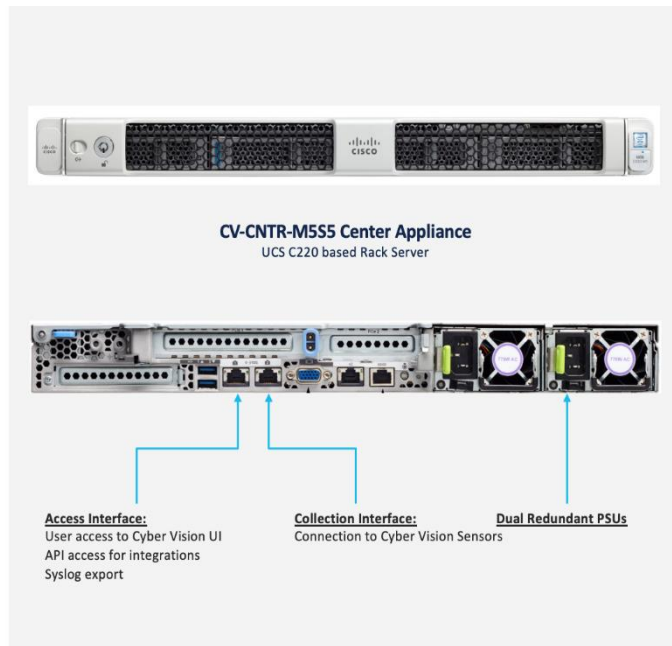 CISCO
CV-CNTR-M5S5 Center Appliance
UCS C220 based Rack Server
Access Interface:
User access to Cyber Vision UI
API access for integrations
Syslog export
Collection Interface:
Connection to Cyber Vision Sensors
Dual Redundant PSUs